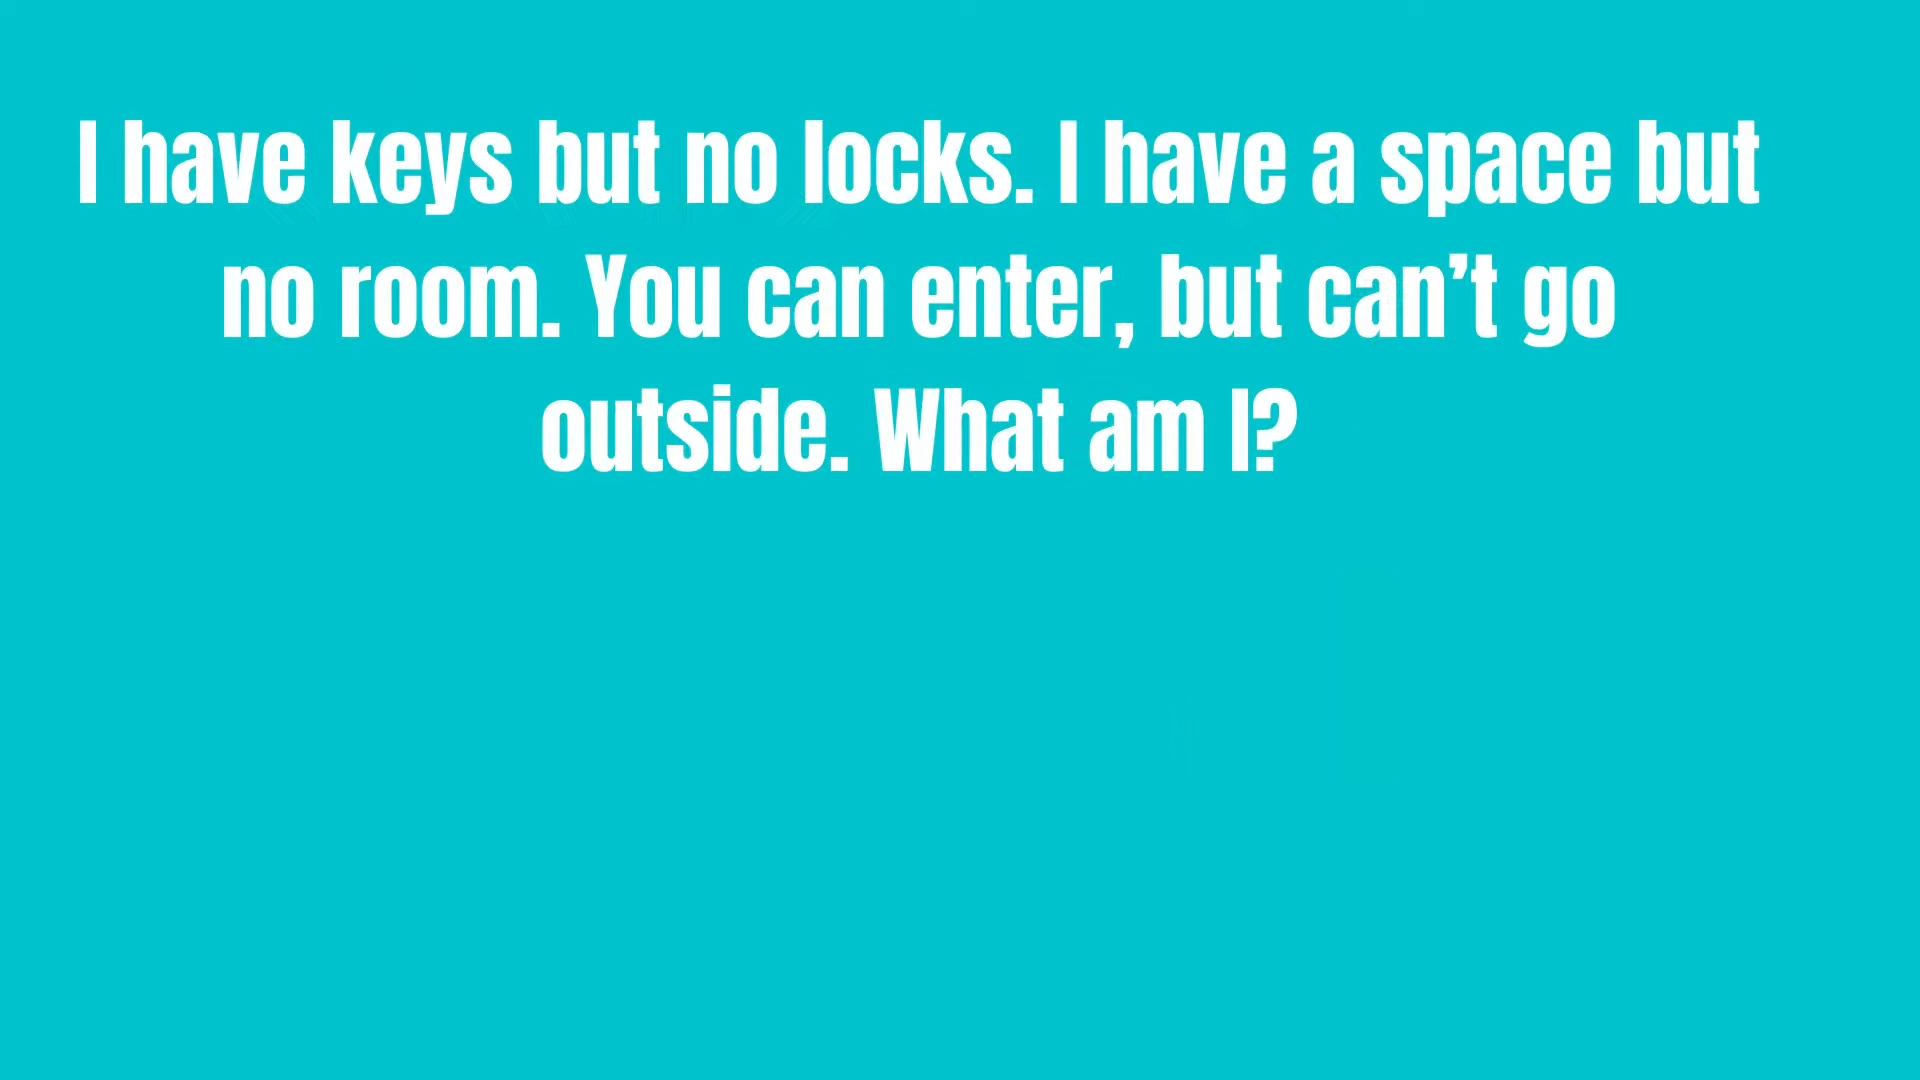 I have keys but no locks. I have a space but
no room. You can enter, but can’t go
outside. What am I?